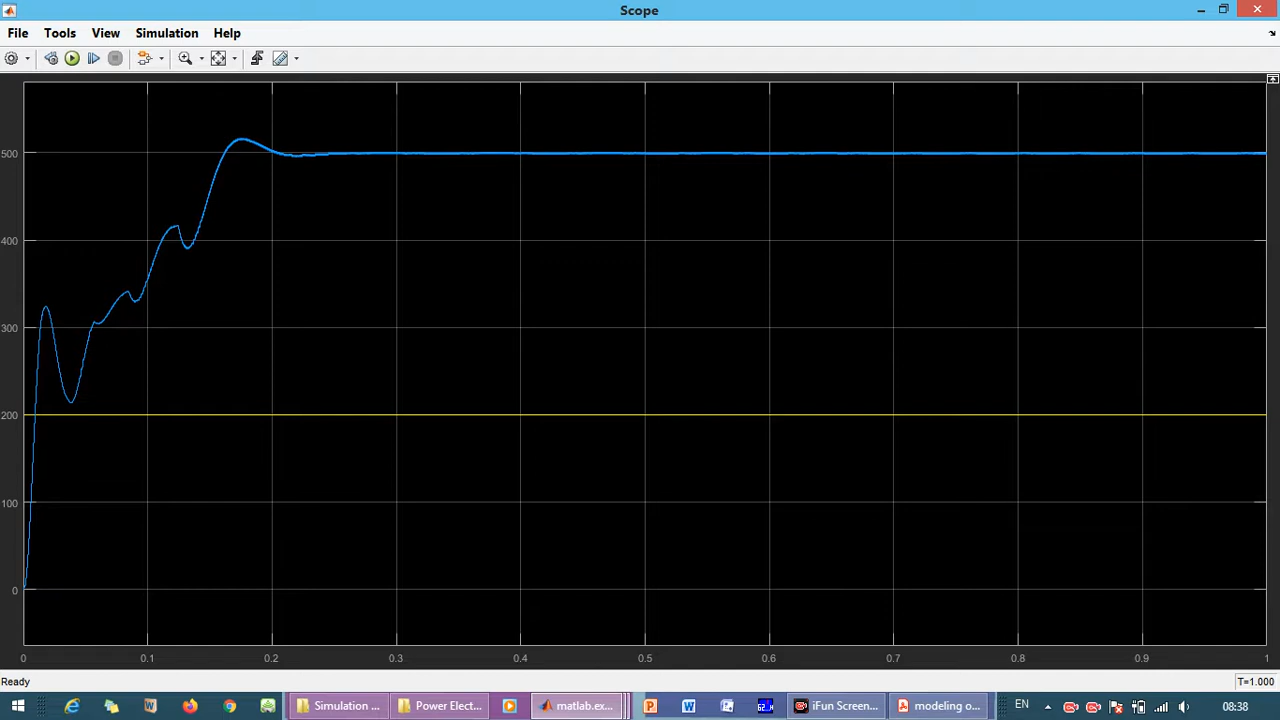 Scope
File Tools View Simulation Help
500
400
300
200
100
0
0 0.1 0.2 0.3 0.4 0.5 0.6 0.7 0.8 0.9 1
Ready T=1.000
Simulation ... Power Elect... matlab.ex... iFun Screen... modeling o... EN 08:38